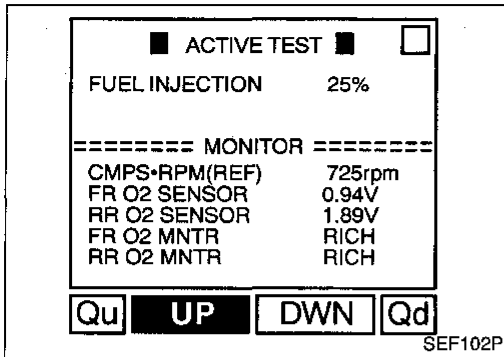 ACTIVE TEST
FUEL INJECTION 25%
======== MONITOR ========
CMPS•RPM(REF) 725rpm
FR O2 SENSOR 0.94V
RR O2 SENSOR 1.89V
FR O2 MNTR RICH
RR O2 MNTR RICH
Qu UP DWN Qd
SEF102P